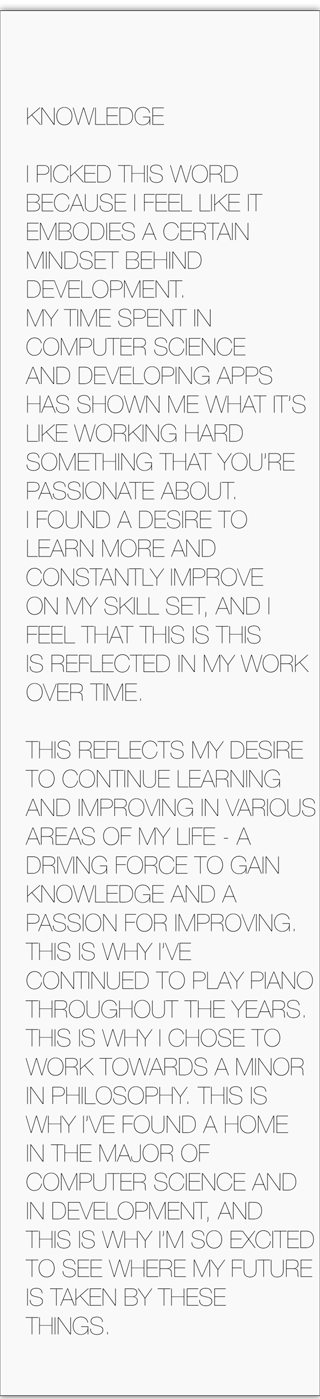 KNOWLEDGE
I PICKED THIS WORD
BECAUSE I FEEL LIKE IT
EMBODIES A CERTAIN
MINDSET BEHIND
DEVELOPMENT.
MY TIME SPENT IN
COMPUTER SCIENCE
AND DEVELOPING APPS
HAS SHOWN ME WHAT IT'S
LIKE WORKING HARD
SOMETHING THAT YOU'RE
PASSIONATE ABOUT.
I FOUND A DESIRE TO
LEARN MORE AND
CONSTANTLY IMPROVE
ON MY SKILL SET, AND I
FEEL THAT THIS IS THIS
IS REFLECTED IN MY WORK
OVER TIME.
THIS REFLECTS MY DESIRE
TO CONTINUE LEARNING
AND IMPROVING IN VARIOUS
AREAS OF MY LIFE - A
DRIVING FORCE TO GAIN
KNOWLEDGE AND A
PASSION FOR IMPROVING.
THIS IS WHY I'VE
CONTINUED TO PLAY PIANO
THROUGHOUT THE YEARS.
THIS IS WHY I CHOSE TO
WORK TOWARDS A MINOR
IN PHILOSOPHY. THIS IS
WHY I'VE FOUND A HOME
IN THE MAJOR OF
COMPUTER SCIENCE AND
IN DEVELOPMENT, AND
THIS IS WHY I'M SO EXCITED
TO SEE WHERE MY FUTURE
IS TAKEN BY THESE
THINGS.